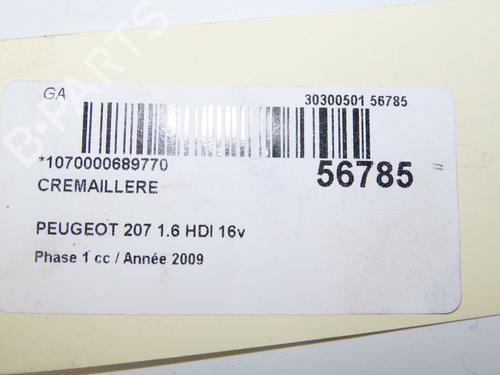 B-PARTS
GA
30300501 56785
*1070000689770
56785
CREMAILLERE
PEUGEOT 207 1.6 HDI 16v
Phase 1 cc / Année 2009